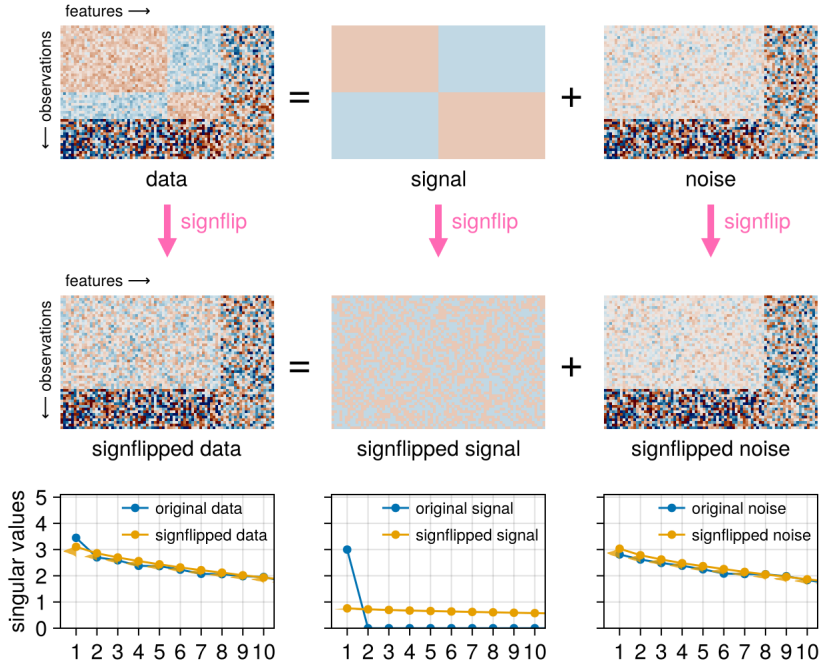 features ⟶
⟵ observations
= +
data signal noise
signflip signflip signflip
features ⟶
⟵ observations
= +
signflipped data signflipped signal signflipped noise
singular values
5
4
3
2
1
0
original data
signflipped data
original signal
signflipped signal
original noise
signflipped noise
1 2 3 4 5 6 7 8 9 10 1 2 3 4 5 6 7 8 9 10 1 2 3 4 5 6 7 8 9 10